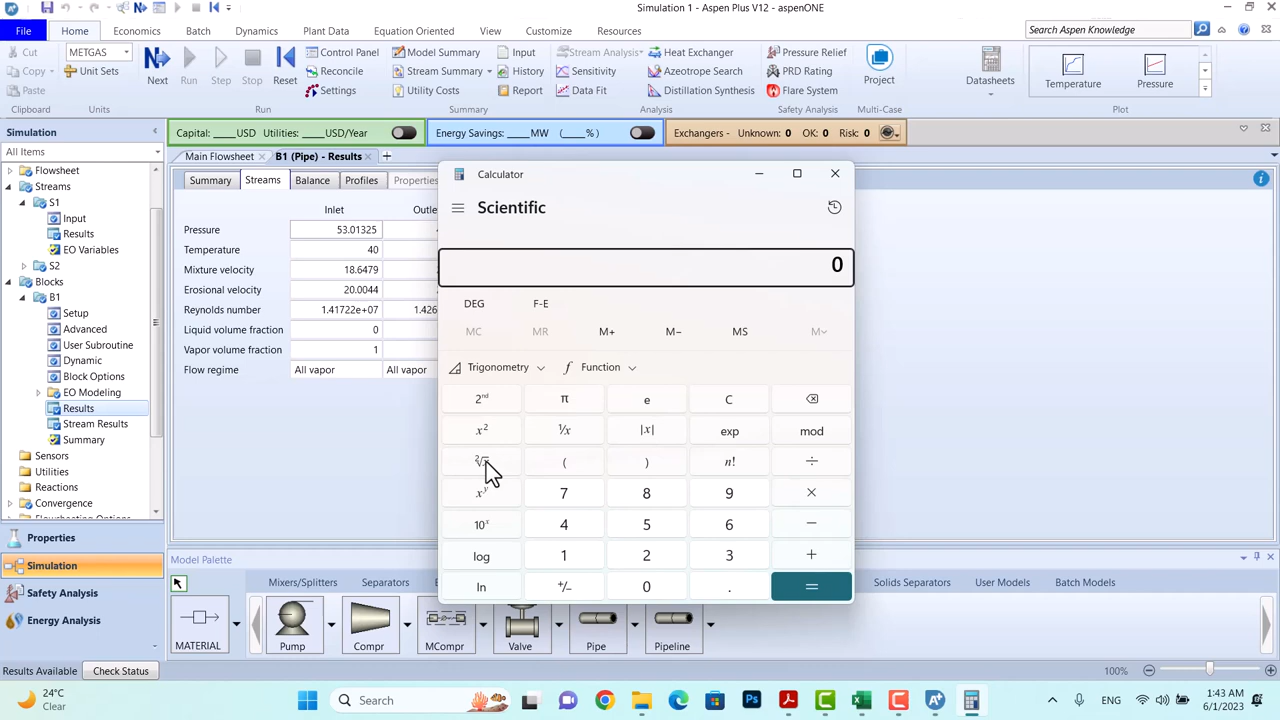 Simulation 1 - Aspen Plus V12 - aspenONE
File Home Economics Batch Dynamics Plant Data Equation Oriented View Customize Resources Search Aspen Knowledge
Cut METGAS Next Run Step Stop Reset Control Panel Model Summary Input Stream Analysis Heat Exchanger Pressure Relief Project Datasheets Temperature Pressure
Copy Unit Sets Reconcile Stream Summary History Sensitivity Azeotrope Search PRD Rating
Paste Settings Utility Costs Report Data Fit Distillation Synthesis Flare System
Clipboard Units Run Summary Analysis Safety Analysis Multi-Case Plot
Simulation
Capital: ____USD Utilities: ____USD/Year Energy Savings: ____MW (____%) Exchangers - Unknown: 0 OK: 0 Risk: 0
All Items
Main Flowsheet B1 (Pipe) - Results +
Flowsheet
Streams
S1
Input
Results
EO Variables
S2
Blocks
B1
Setup
Advanced
User Subroutine
Dynamic
Block Options
EO Modeling
Results
Stream Results
Summary
Sensors
Utilities
Reactions
Convergence
Properties
Simulation
Safety Analysis
Energy Analysis
Summary Streams Balance Profiles Properties
Inlet
Pressure 53.01325
Temperature 40
Mixture velocity 18.6479
Erosional velocity 20.0044
Reynolds number 1.41722e+07 1.426
Liquid volume fraction 0
Vapor volume fraction 1
Flow regime All vapor All vapor
Calculator
Scientific
0
DEG F-E
MC MR M+ M− MS M
Trigonometry f Function
2nd π e C
x² 1/x |x| exp mod
²√x ( ) n! ÷
xʸ 7 8 9 ×
10ˣ 4 5 6 −
log 1 2 3 +
ln +/− 0 . =
Model Palette
Mixers/Splitters Separators Solids Separators User Models Batch Models
MATERIAL Pump Compr MCompr Valve Pipe Pipeline
Results Available Check Status 100%
24°C
Clear
Search
ENG
1:43 AM
6/1/2023